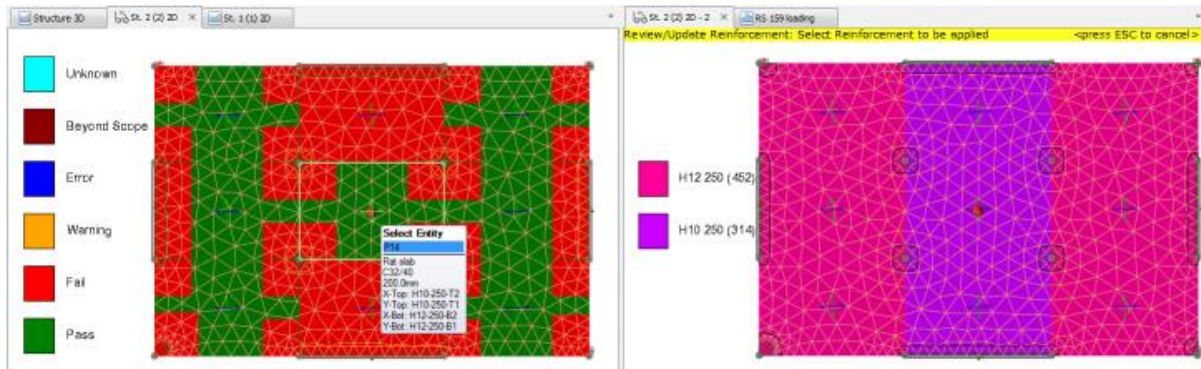 Structure 3D
St. 2 (2) 2D
St. 1 (1) 2D
Unknown
Beyond Scope
Error
Warning
Fail
Pass
Select Entity
P14
Flat slab
C32/40
200.0mm
X-Top: H10-250-T2
Y-Top: H10-250-T1
X-Bot: H12-250-B2
Y-Bot: H12-250-B1
St. 2 (2) 2D - 2
RS 159 loading
Review/Update Reinforcement: Select Reinforcement to be applied <press ESC to cancel>
H12 250 (452)
H10 250 (314)